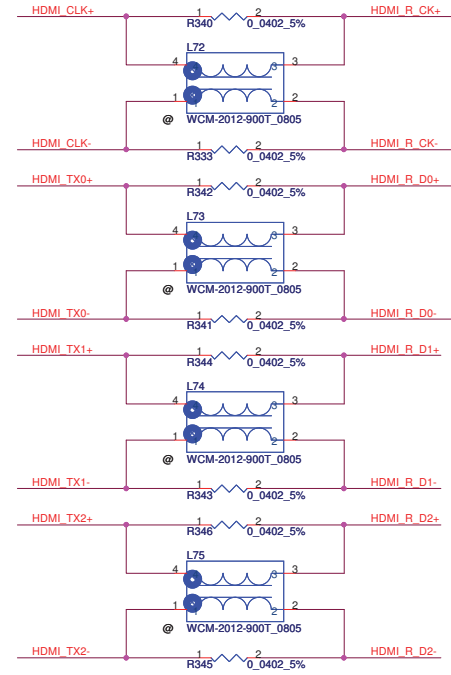 HDMI_CLK+ 1 2 HDMI_R_CK+
R340 0_0402_5%
L72
4 3 3
1 2 2
@ WCM-2012-900T_0805
HDMI_CLK- 1 2 HDMI_R_CK-
R333 0_0402_5%
HDMI_TX0+ 1 2 HDMI_R_D0+
R342 0_0402_5%
L73
4 3 3
1 2 2
@ WCM-2012-900T_0805
HDMI_TX0- 1 2 HDMI_R_D0-
R341 0_0402_5%
HDMI_TX1+ 1 2 HDMI_R_D1+
R344 0_0402_5%
L74
4 3 3
1 2 2
@ WCM-2012-900T_0805
HDMI_TX1- 1 2 HDMI_R_D1-
R343 0_0402_5%
HDMI_TX2+ 1 2 HDMI_R_D2+
R346 0_0402_5%
L75
4 3 3
1 2 2
@ WCM-2012-900T_0805
HDMI_TX2- 1 2 HDMI_R_D2-
R345 0_0402_5%